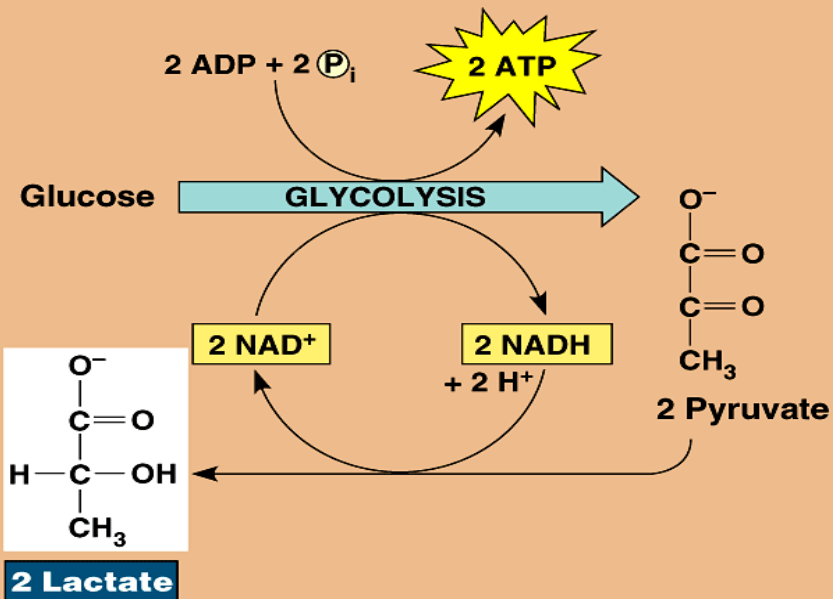 2 ADP + 2 Pi
2 ATP
Glucose
GLYCOLYSIS
O−
C=O
C=O
CH3
2 Pyruvate
2 NAD+
2 NADH
+ 2 H+
O−
C=O
H−C−OH
CH3
2 Lactate